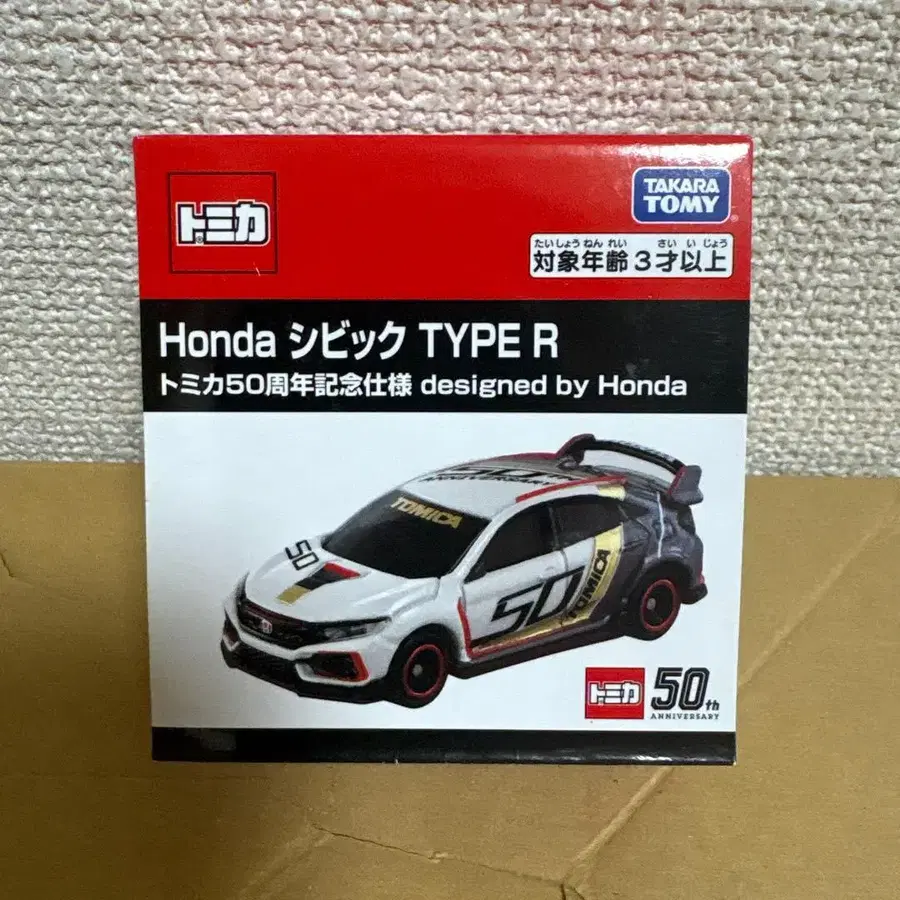 トミカ
TAKARA
TOMY
たいしょうねんれい さい いじょう
対象年齢3才以上
Honda シビック TYPE R
トミカ50周年記念仕様 designed by Honda
50th
ANNIVERSARY
TOMICA
50
50
TOMICA
トミカ
50th
ANNIVERSARY